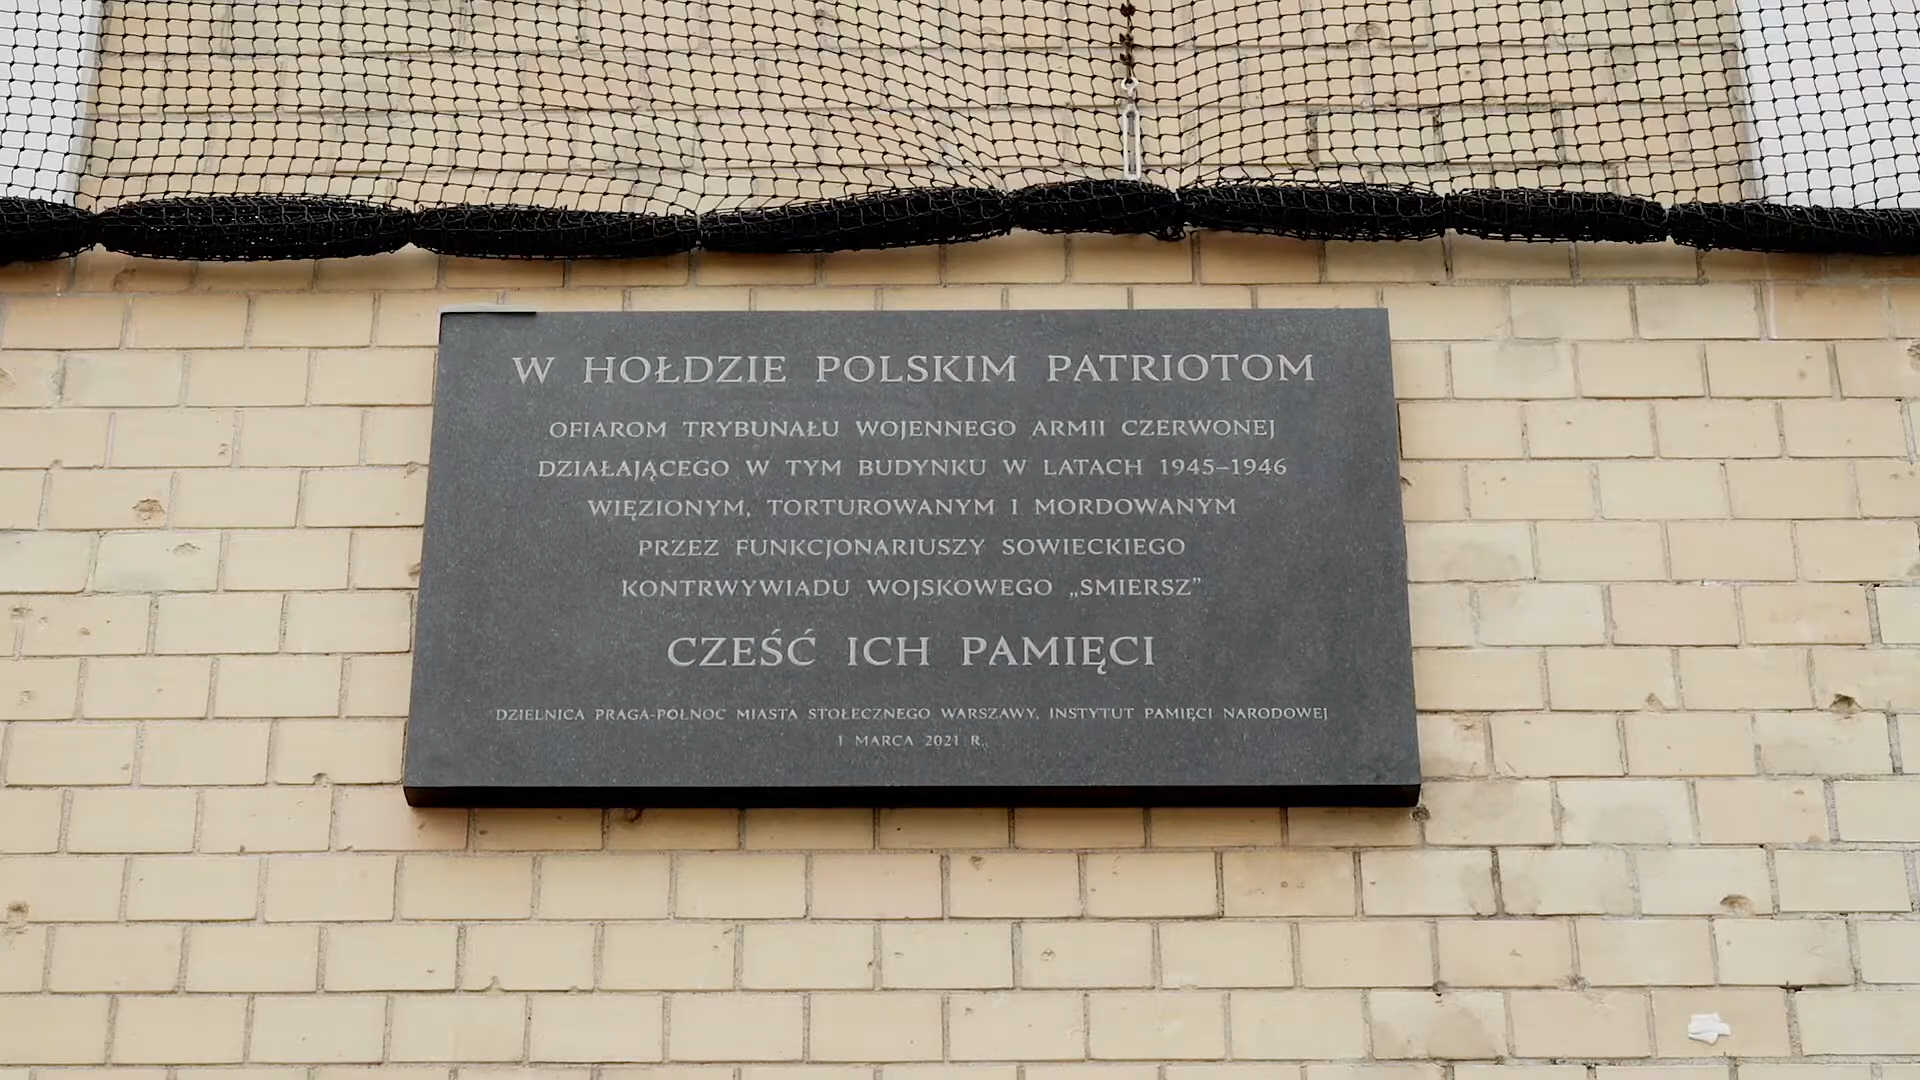 W HOŁDZIE POLSKIM PATRIOTOM
OFIAROM TRYBUNAŁU WOJENNEGO ARMII CZERWONEJ
DZIAŁAJĄCEGO W TYM BUDYNKU W LATACH 1945–1946
WIĘZIONYM, TORTUROWANYM I MORDOWANYM
PRZEZ FUNKCJONARIUSZY SOWIECKIEGO
KONTRWYWIADU WOJSKOWEGO „SMIERSZ”
CZEŚĆ ICH PAMIĘCI
DZIELNICA PRAGA-PÓŁNOC MIASTA STOŁECZNEGO WARSZAWY, INSTYTUT PAMIĘCI NARODOWEJ
1 MARCA 2021 R.